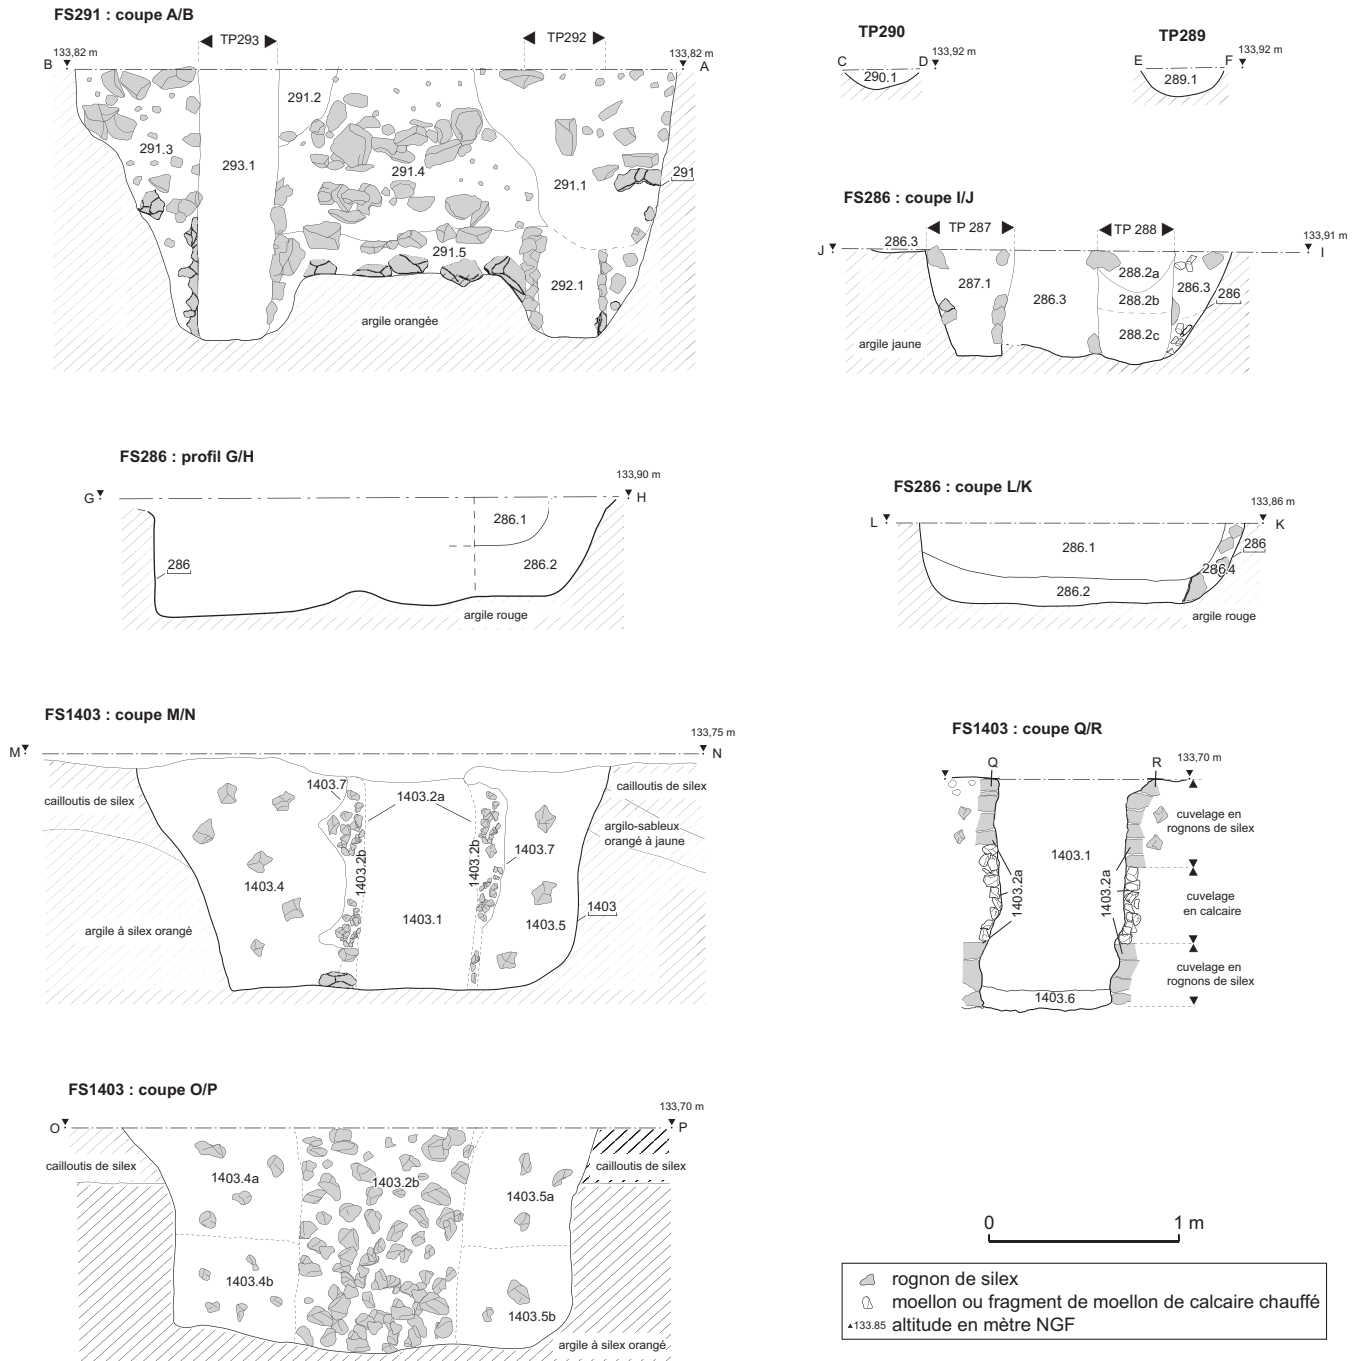 FS291 : coupe A/B
TP293
TP292
B
133,82 m
133,82 m
A
291.2
291.3
293.1
291.4
291.1
291
291.5
292.1
argile orangée
TP290
C
D
133,92 m
290.1
TP289
E
F
133,92 m
289.1
FS286 : coupe I/J
TP 287
TP 288
J
286.3
133,91 m
I
287.1
286.3
288.2a
286.3
288.2b
286
288.2c
argile jaune
FS286 : profil G/H
133,90 m
G
H
286.1
286
286.2
argile rouge
FS286 : coupe L/K
133,86 m
L
K
286.1
286
286.4
286.2
argile rouge
FS1403 : coupe M/N
133,75 m
M
N
1403.7
1403.2a
cailloutis de silex
cailloutis de silex
argilo-sableux
orangé à jaune
1403.2b
1403.2b
1403.7
1403.4
1403.1
1403.5
1403
argile à silex orangé
FS1403 : coupe Q/R
Q
R
133,70 m
cuvelage en
rognons de silex
1403.1
1403.2a
1403.2a
cuvelage
en calcaire
cuvelage en
rognons de silex
1403.6
FS1403 : coupe O/P
133,70 m
O
P
cailloutis de silex
cailloutis de silex
1403.4a
1403.2b
1403.5a
1403.4b
1403.5b
argile à silex orangé
0
1 m
rognon de silex
moellon ou fragment de moellon de calcaire chauffé
133.85 altitude en mètre NGF